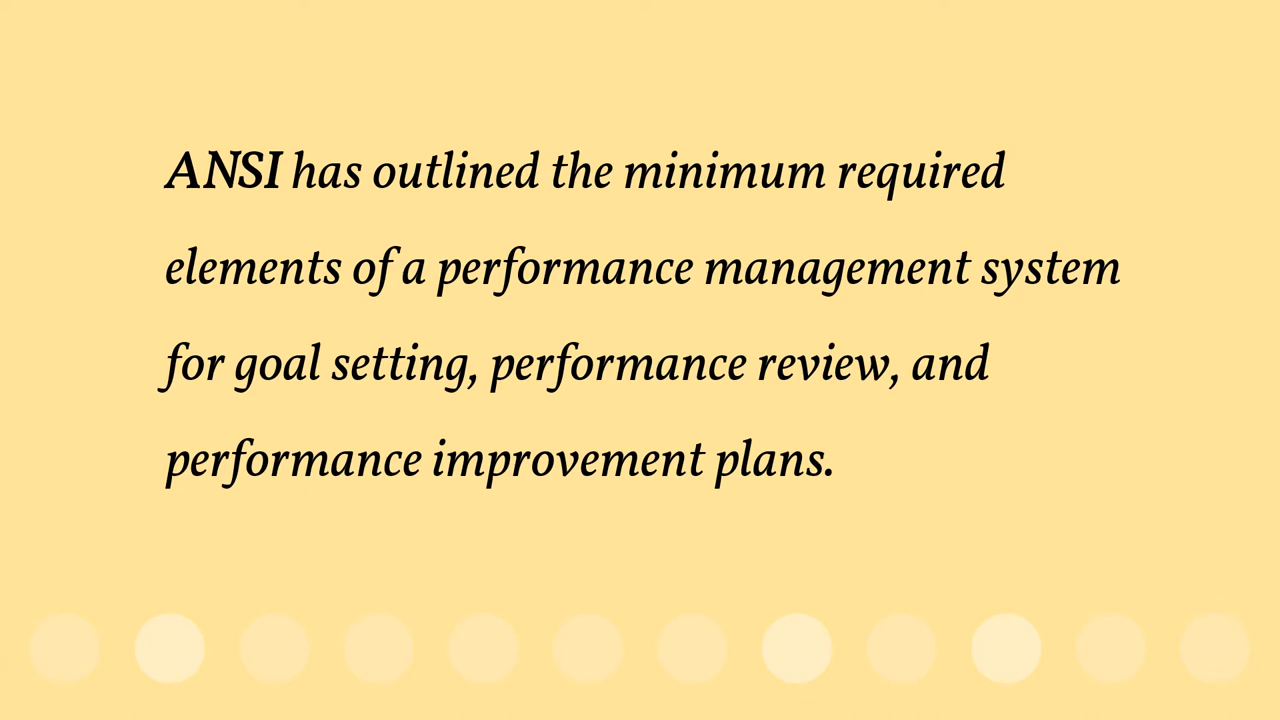 ANSI has outlined the minimum required
elements of a performance management system
for goal setting, performance review, and
performance improvement plans.